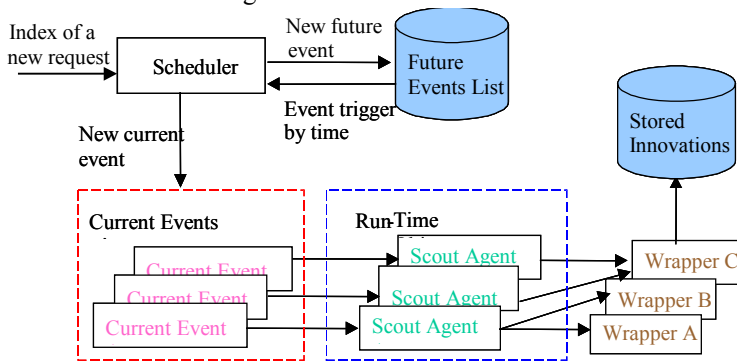 Index of a
new request
Scheduler
New future
event
Future
Events List
Event trigger
by time
New current
event
Stored
Innovations
Current Events
Run-Time
Current Event
Current Event
Current Event
Scout Agent
Scout Agent
Scout Agent
Wrapper C
Wrapper B
Wrapper A